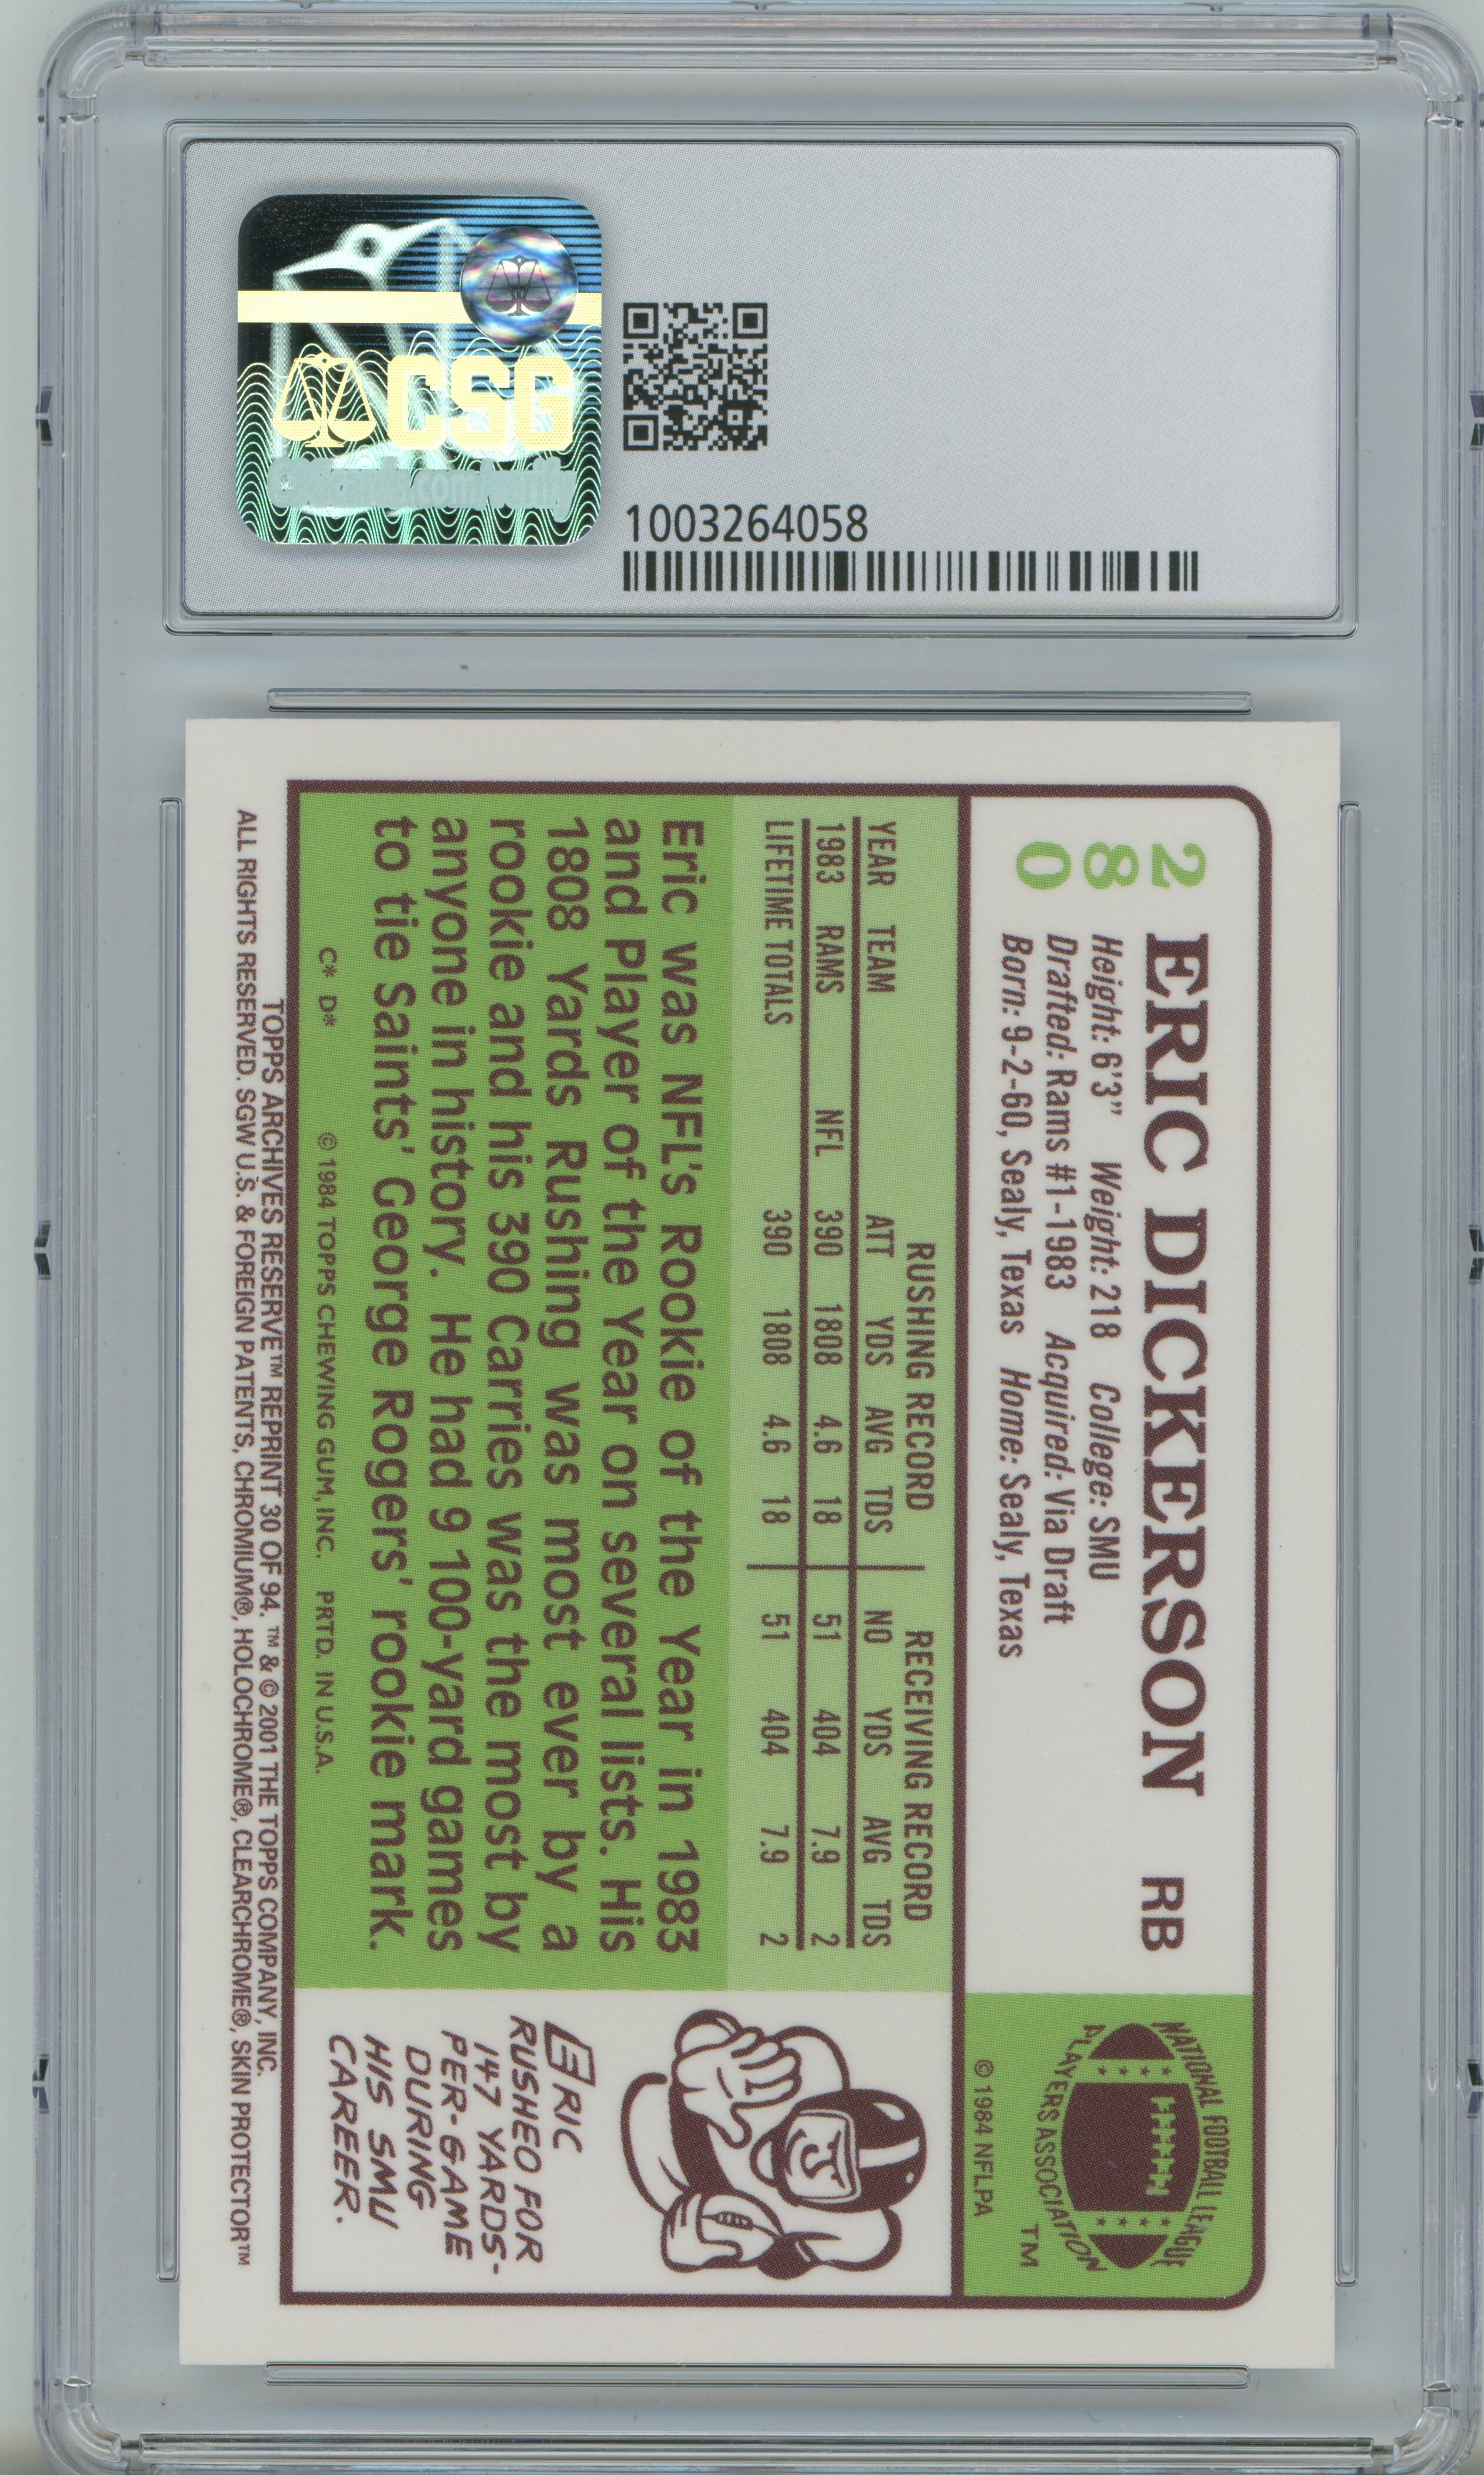 CSG
1003264058
280
ERIC DICKERSON RB
Height: 6'3" Weight: 218 College: SMU
Drafted: Rams #1-1983 Acquired: Via Draft
Born: 9-2-60, Sealy, Texas Home: Sealy, Texas
NATIONAL FOOTBALL LEAGUE
PLAYERS ASSOCIATION
TM
© 1984 NFLPA
RUSHING RECORD RECEIVING RECORD
YEAR TEAM ATT YDS AVG TDS NO YDS AVG TDS
1983 RAMS NFL 390 1808 4.6 18 51 404 7.9 2
LIFETIME TOTALS 390 1808 4.6 18 51 404 7.9 2
Eric was NFL's Rookie of the Year in 1983
and Player of the Year on several lists. His
1808 Yards Rushing was most ever by a
rookie and his 390 Carries was the most by
anyone in history. He had 9 100-yard games
to tie Saints' George Rogers' rookie mark.
C* D* © 1984 TOPPS CHEWING GUM, INC. PRTD. IN U.S.A.
ERIC
RUSHED FOR
147 YARDS-
PER-GAME
DURING
HIS SMU
CAREER.
TOPPS ARCHIVES RESERVE™ REPRINT 30 OF 94. ™ & © 2001 THE TOPPS COMPANY, INC.
ALL RIGHTS RESERVED. SGW U.S. & FOREIGN PATENTS, CHROMIUM®, HOLOCHROME®, CLEARCHROME®, SKIN PROTECTOR™